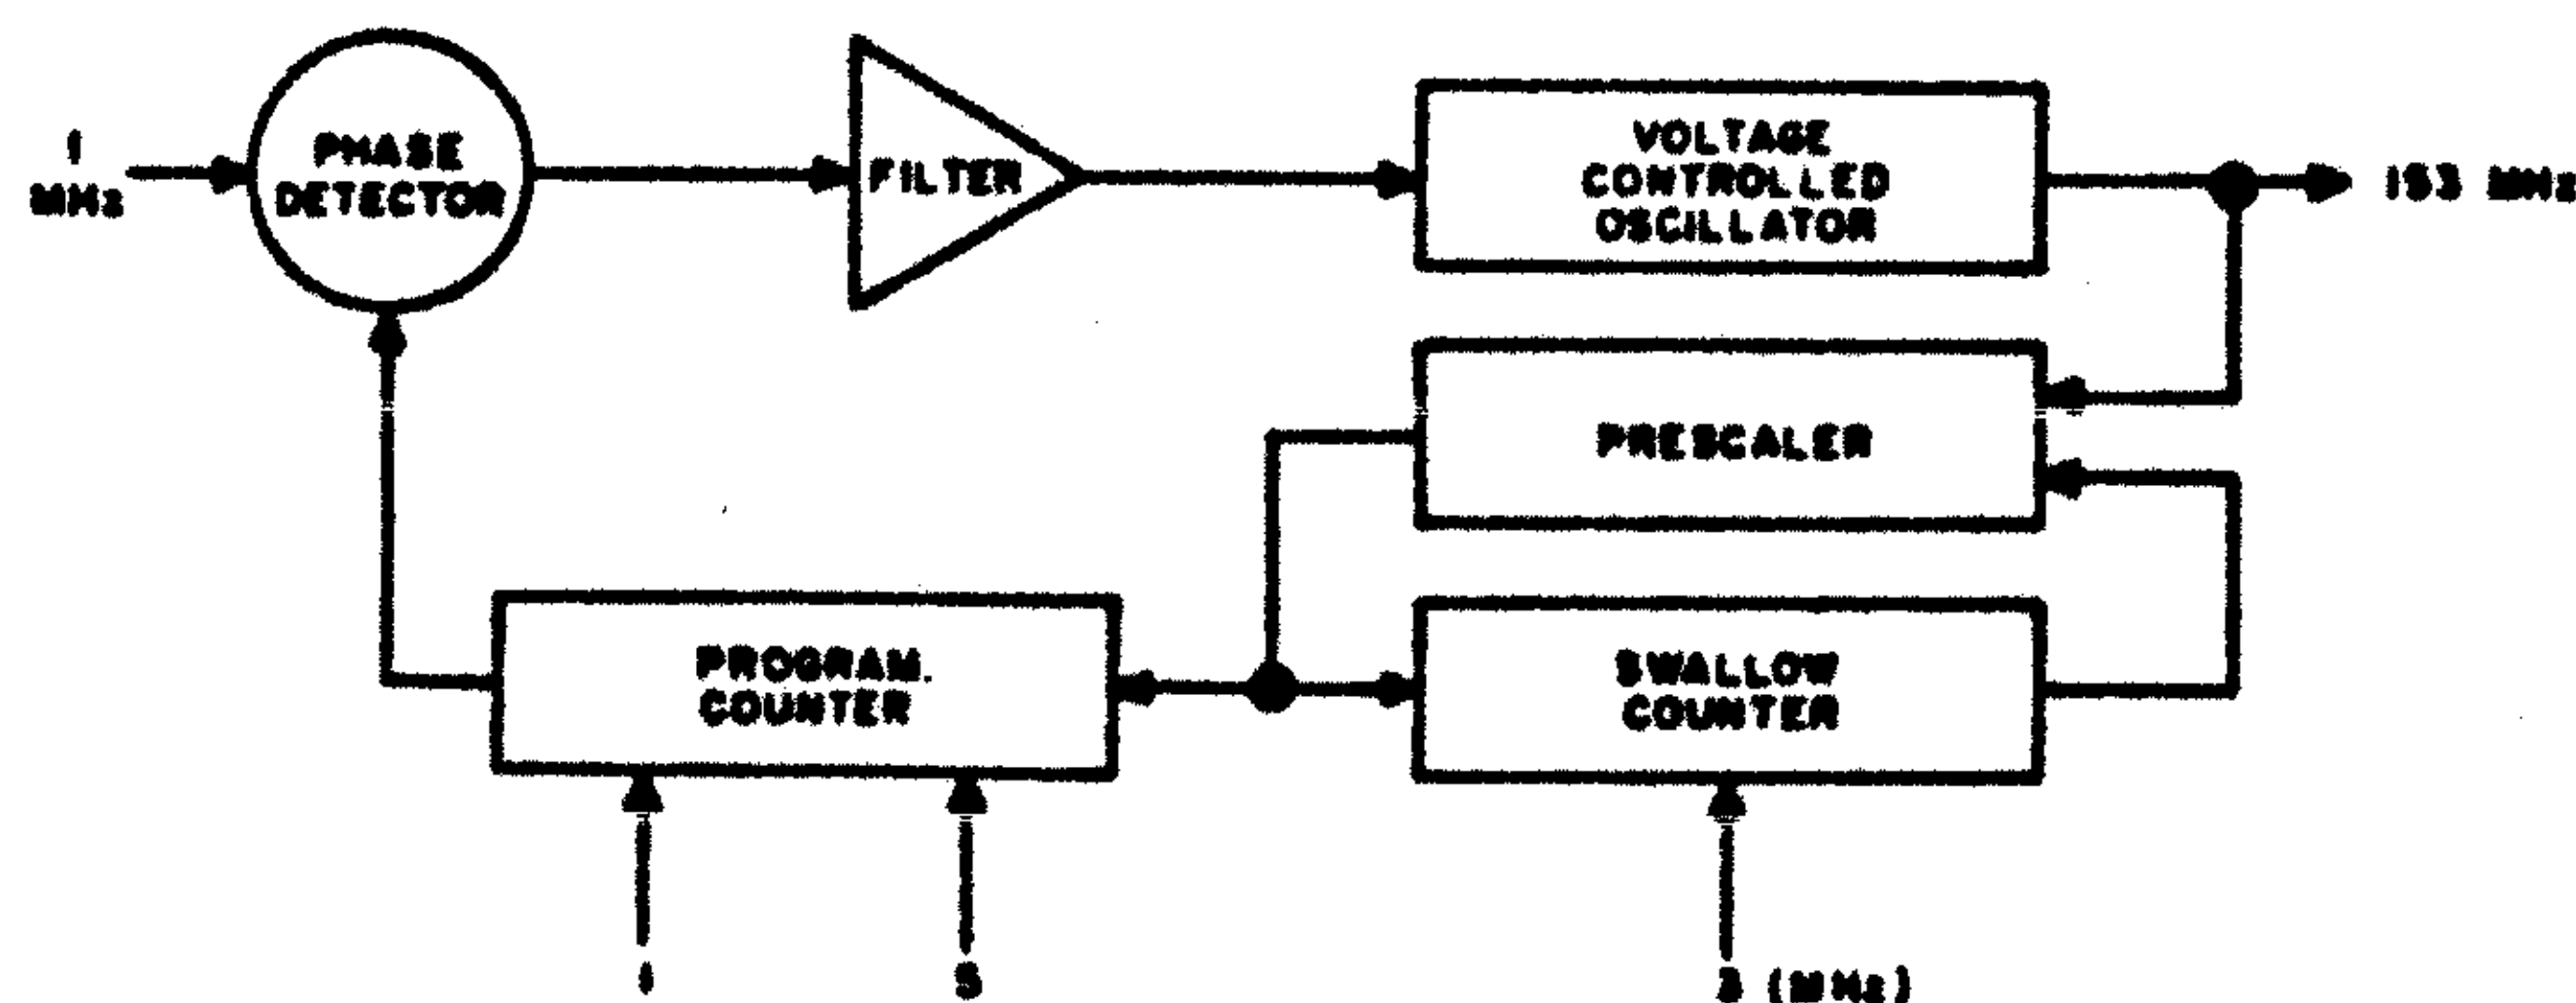 1
MHz
PHASE
DETECTOR
FILTER
VOLTAGE
CONTROLLED
OSCILLATOR
153 MHz
PRESCALER
PROGRAM.
COUNTER
SWALLOW
COUNTER
1
5
3 (MHz)